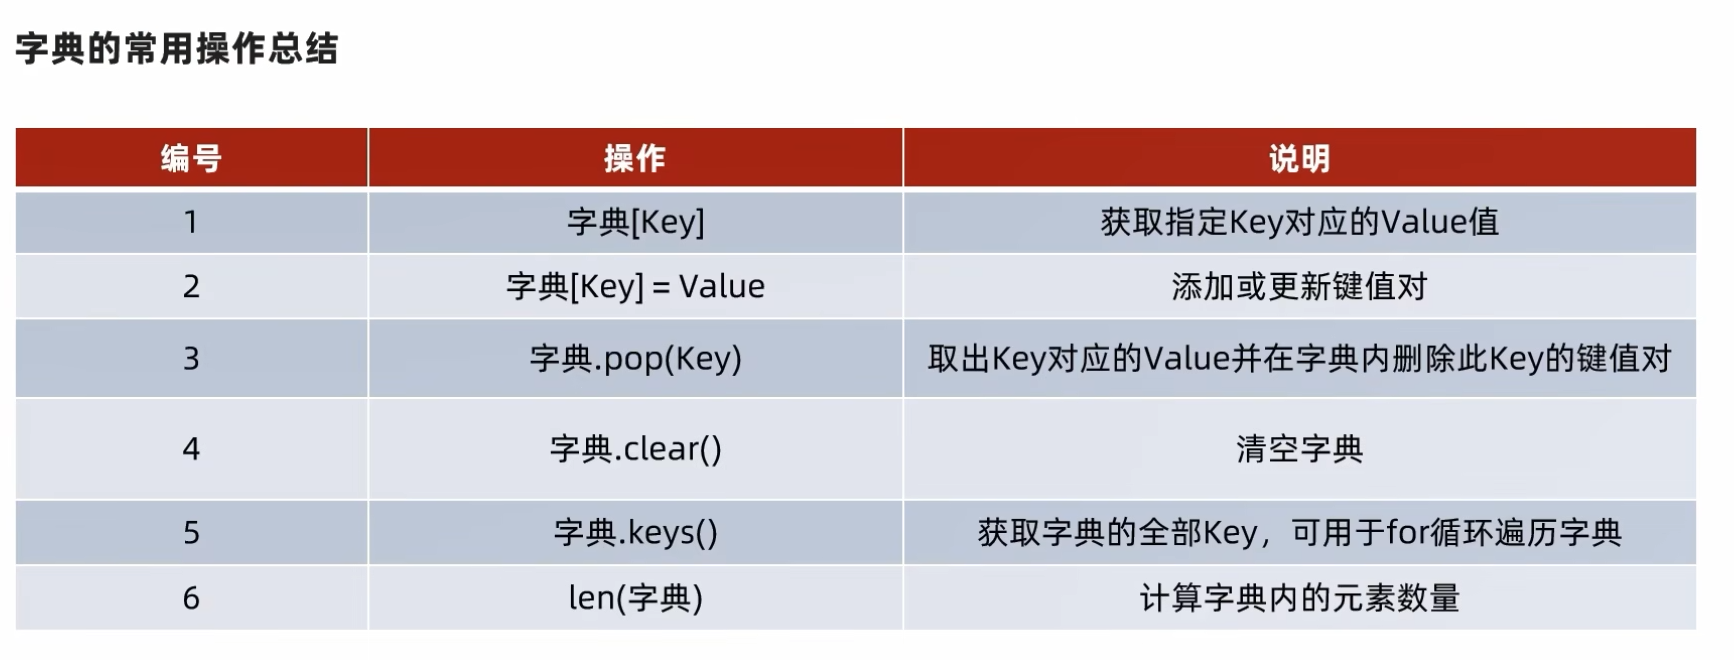 字典的常用操作总结
编号 操作 说明
1 字典[Key] 获取指定Key对应的Value值
2 字典[Key] = Value 添加或更新键值对
3 字典.pop(Key) 取出Key对应的Value并在字典内删除此Key的键值对
4 字典.clear() 清空字典
5 字典.keys() 获取字典的全部Key，可用于for循环遍历字典
6 len(字典) 计算字典内的元素数量